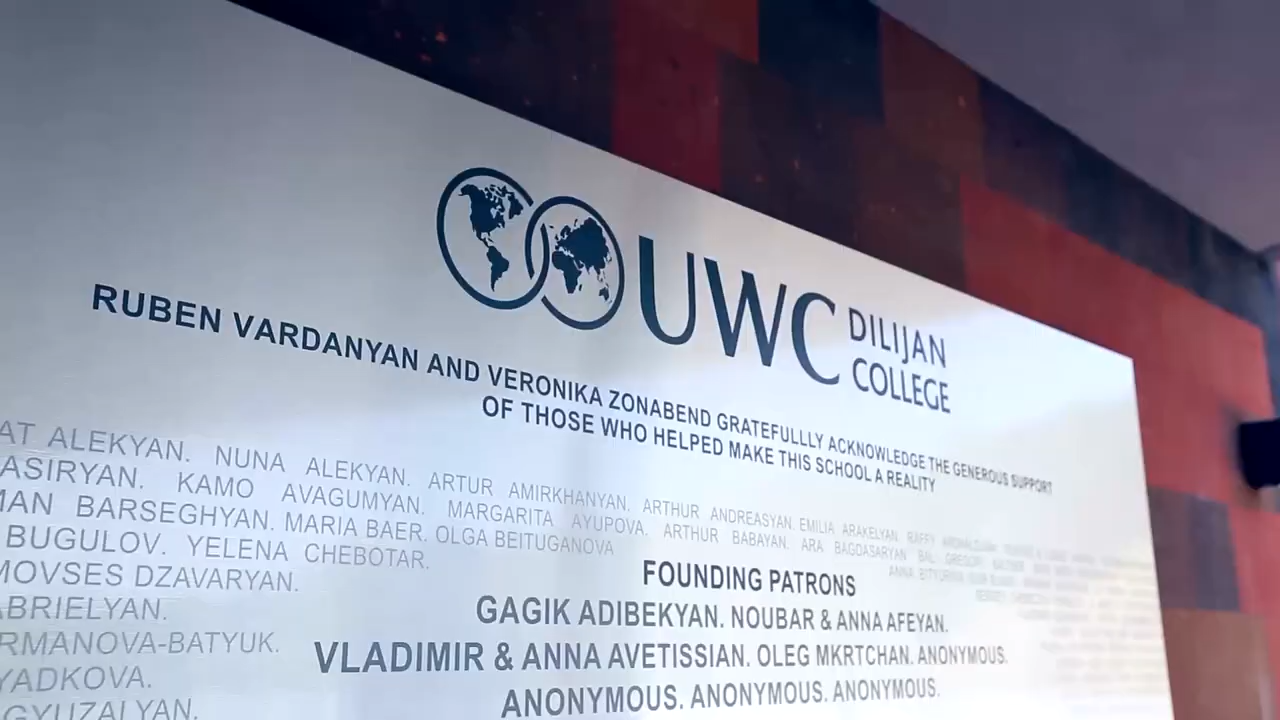 UWC DILIJAN
COLLEGE
RUBEN VARDANYAN AND VERONIKA ZONABEND GRATEFULLLY ACKNOWLEDGE THE GENEROUS SUPPORT
OF THOSE WHO HELPED MAKE THIS SCHOOL A REALITY
AT ALEKYAN. NUNA ALEKYAN. ARTUR AMIRKHANYAN. ARTHUR ANDREASYAN. EMILIA ARAKELYAN. RAFFY
ASIRYAN. KAMO AVAGUMYAN. MARGARITA AYUPOVA. ARTHUR BABAYAN. ARA BAGDASARYAN
MAN BARSEGHYAN. MARIA BAER. OLGA BEITUGANOVA
BUGULOV. YELENA CHEBOTAR.
MOVSES DZAVARYAN.
ABRIELYAN.
RMANOVA-BATYUK.
YADKOVA.
GYUZALYAN.
FOUNDING PATRONS
GAGIK ADIBEKYAN. NOUBAR & ANNA AFEYAN.
VLADIMIR & ANNA AVETISSIAN. OLEG MKRTCHAN. ANONYMOUS.
ANONYMOUS. ANONYMOUS. ANONYMOUS.